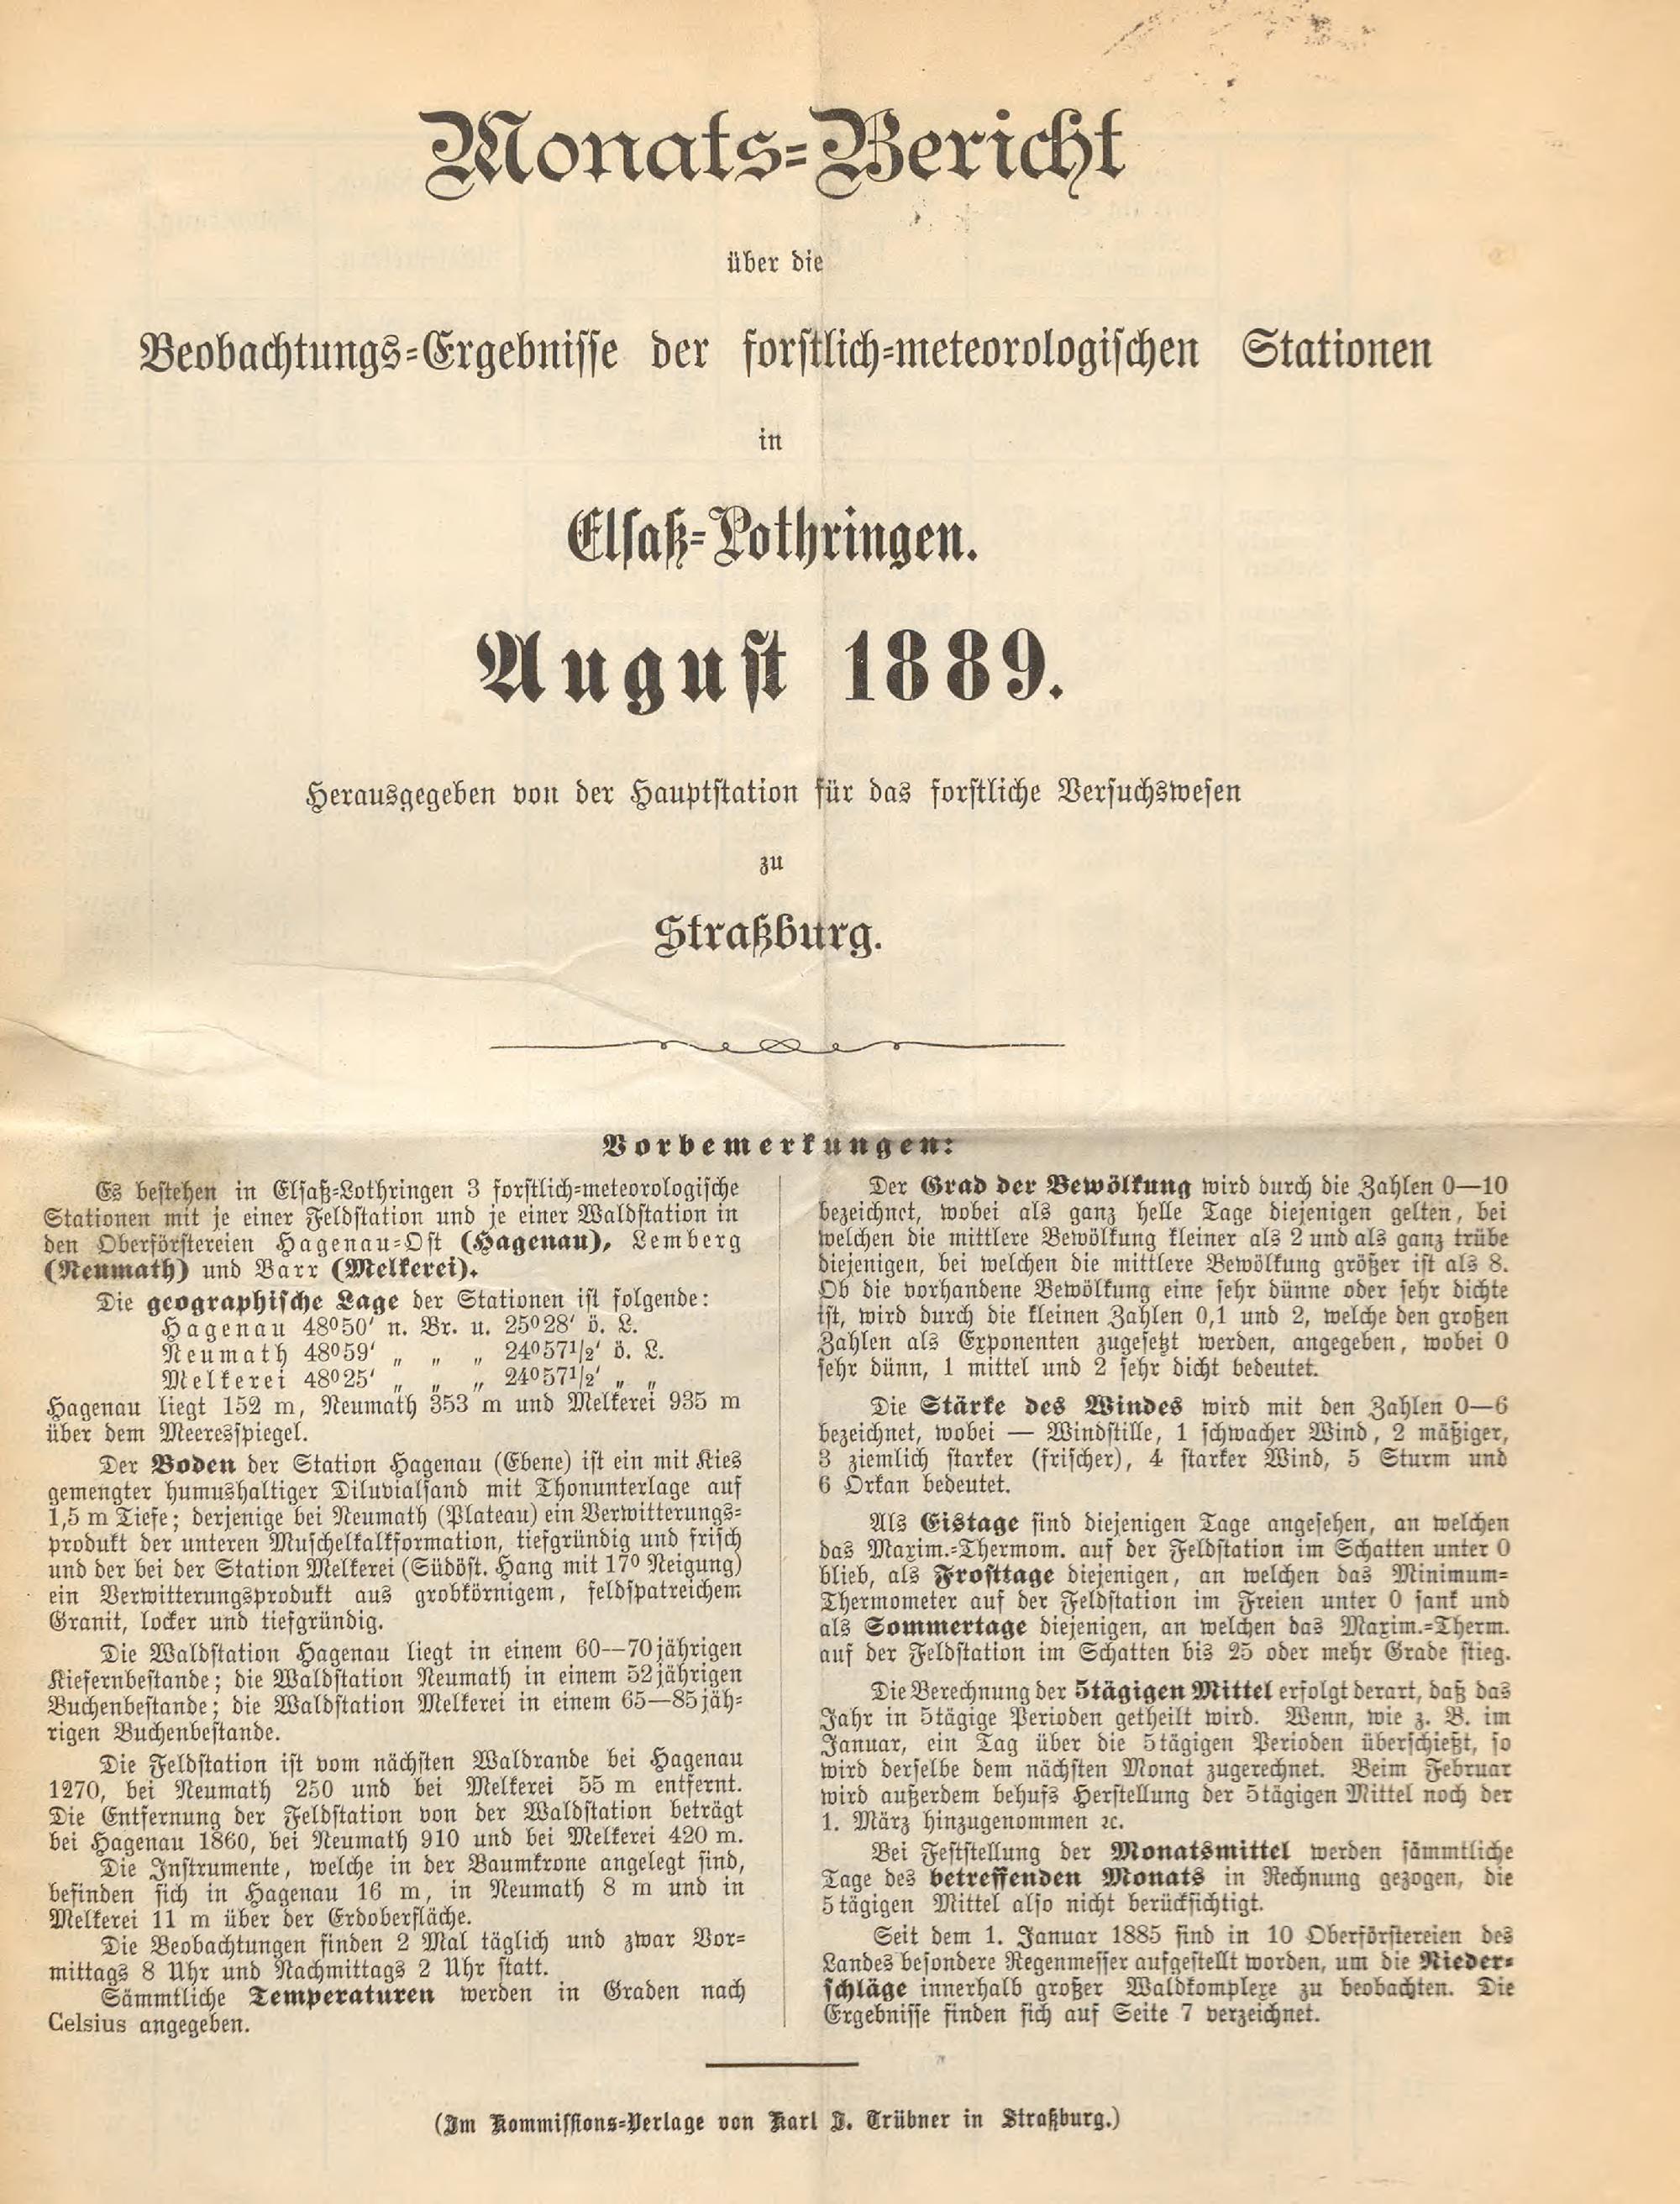 Monats-Bericht
über die
Beobachtungs-Ergebnisse der forstlich-meteorologischen Stationen
in
Elsaß-Lothringen.
August 1889.
Herausgegeben von der Hauptstation für das forstliche Versuchswesen
zu
Straßburg.
Vorbemerkungen:
Es bestehen in Elsaß-Lothringen 3 forstlich-meteorologische
Stationen mit je einer Feldstation und je einer Waldstation in
den Oberförstereien Hagenau-Ost (Hagenau), Lemberg
(Neumath) und Barr (Melkerei).
Die geographische Lage der Stationen ist folgende:
Hagenau 48°50′ n. Br. u. 25°28′ ö. L.
Neumath 48°59′ „ „ „ 24°57½′ ö. L.
Melkerei 48°25′ „ „ „ 24°57½′ „ „
Hagenau liegt 152 m, Neumath 353 m und Melkerei 935 m
über dem Meeresspiegel.
Der Boden der Station Hagenau (Ebene) ist ein mit Kies
gemengter humushaltiger Diluvialsand mit Thonunterlage auf
1,5 m Tiefe; derjenige bei Neumath (Plateau) ein Verwitterungs-
produkt der unteren Muschelkalkformation, tiefgründig und frisch
und der bei der Station Melkerei (Südöst. Hang mit 17° Neigung)
ein Verwitterungsprodukt aus grobkörnigem, feldspatreichem
Granit, locker und tiefgründig.
Die Waldstation Hagenau liegt in einem 60—70jährigen
Kiefernbestande; die Waldstation Neumath in einem 52jährigen
Buchenbestande; die Waldstation Melkerei in einem 65—85jäh-
rigen Buchenbestande.
Die Feldstation ist vom nächsten Waldrande bei Hagenau
1270, bei Neumath 250 und bei Melkerei 55 m entfernt.
Die Entfernung der Feldstation von der Waldstation beträgt
bei Hagenau 1860, bei Neumath 910 und bei Melkerei 420 m.
Die Instrumente, welche in der Baumkrone angelegt sind,
befinden sich in Hagenau 16 m, in Neumath 8 m und in
Melkerei 11 m über der Erdoberfläche.
Die Beobachtungen finden 2 Mal täglich und zwar Vor-
mittags 8 Uhr und Nachmittags 2 Uhr statt.
Sämmtliche Temperaturen werden in Graden nach
Celsius angegeben.
Der Grad der Bewölkung wird durch die Zahlen 0—10
bezeichnet, wobei als ganz helle Tage diejenigen gelten, bei
welchen die mittlere Bewölkung kleiner als 2 und als ganz trübe
diejenigen, bei welchen die mittlere Bewölkung größer ist als 8.
Ob die vorhandene Bewölkung eine sehr dünne oder sehr dichte
ist, wird durch die kleinen Zahlen 0,1 und 2, welche den großen
Zahlen als Exponenten zugesetzt werden, angegeben, wobei 0
sehr dünn, 1 mittel und 2 sehr dicht bedeutet.
Die Stärke des Windes wird mit den Zahlen 0—6
bezeichnet, wobei — Windstille, 1 schwacher Wind, 2 mäßiger,
3 ziemlich starker (frischer), 4 starker Wind, 5 Sturm und
6 Orkan bedeutet.
Als Eistage sind diejenigen Tage angesehen, an welchen
das Maxim.-Thermom. auf der Feldstation im Schatten unter 0
blieb, als Frosttage diejenigen, an welchen das Minimum-
Thermometer auf der Feldstation im Freien unter 0 sank und
als Sommertage diejenigen, an welchen das Maxim.-Therm.
auf der Feldstation im Schatten bis 25 oder mehr Grade stieg.
Die Berechnung der 5tägigen Mittel erfolgt derart, daß das
Jahr in 5tägige Perioden getheilt wird. Wenn, wie z. B. im
Januar, ein Tag über die 5tägigen Perioden überschießt, so
wird derselbe dem nächsten Monat zugerechnet. Beim Februar
wird außerdem behufs Herstellung der 5tägigen Mittel noch der
1. März hinzugenommen ꝛc.
Bei Feststellung der Monatsmittel werden sämmtliche
Tage des betreffenden Monats in Rechnung gezogen, die
5tägigen Mittel also nicht berücksichtigt.
Seit dem 1. Januar 1885 sind in 10 Oberförstereien des
Landes besondere Regenmesser aufgestellt worden, um die Nieder-
schläge innerhalb großer Waldkomplexe zu beobachten. Die
Ergebnisse finden sich auf Seite 7 verzeichnet.
(Im Kommissions-Verlage von Karl J. Trübner in Straßburg.)